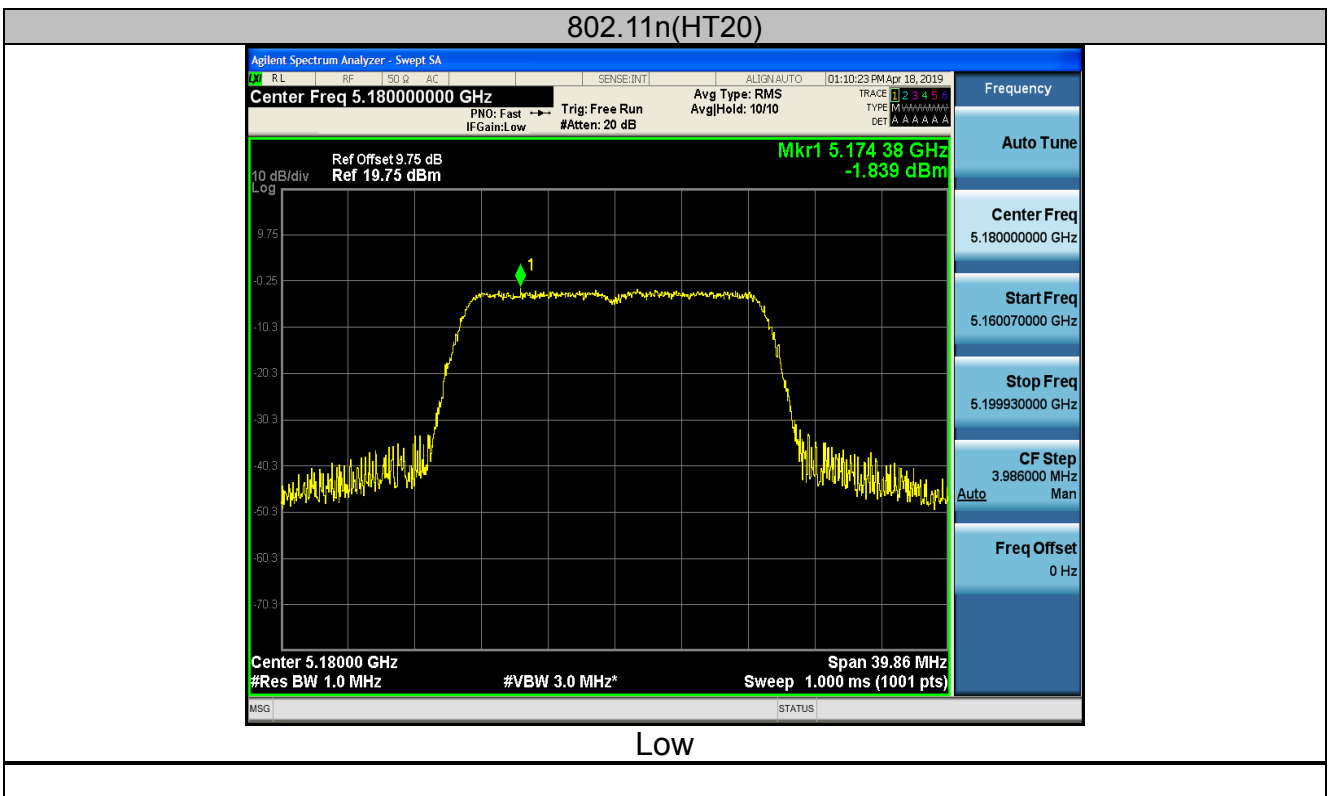 802.11n(HT20)
Agilent Spectrum Analyzer - Swept SA
LXI RL RF 50 Ω AC SENSE:INT ALIGN AUTO 01:10:23 PM Apr 18, 2019
Center Freq 5.180000000 GHz
PNO: Fast
IFGain:Low
Trig: Free Run
#Atten: 20 dB
Avg Type: RMS
Avg|Hold: 10/10
TRACE 1 2 3 4 5 6
TYPE M WWWWW
DET A A A A A A
Mkr1 5.174 38 GHz
-1.839 dBm
Ref Offset 9.75 dB
10 dB/div Ref 19.75 dBm
Log
9.75
1
-0.25
-10.3
-20.3
-30.3
-40.3
-50.3
-60.3
-70.3
Center 5.18000 GHz Span 39.86 MHz
#Res BW 1.0 MHz #VBW 3.0 MHz* Sweep 1.000 ms (1001 pts)
MSG STATUS
Frequency
Auto Tune
Center Freq
5.180000000 GHz
Start Freq
5.160070000 GHz
Stop Freq
5.199930000 GHz
CF Step
3.986000 MHz
Auto Man
Freq Offset
0 Hz
Low